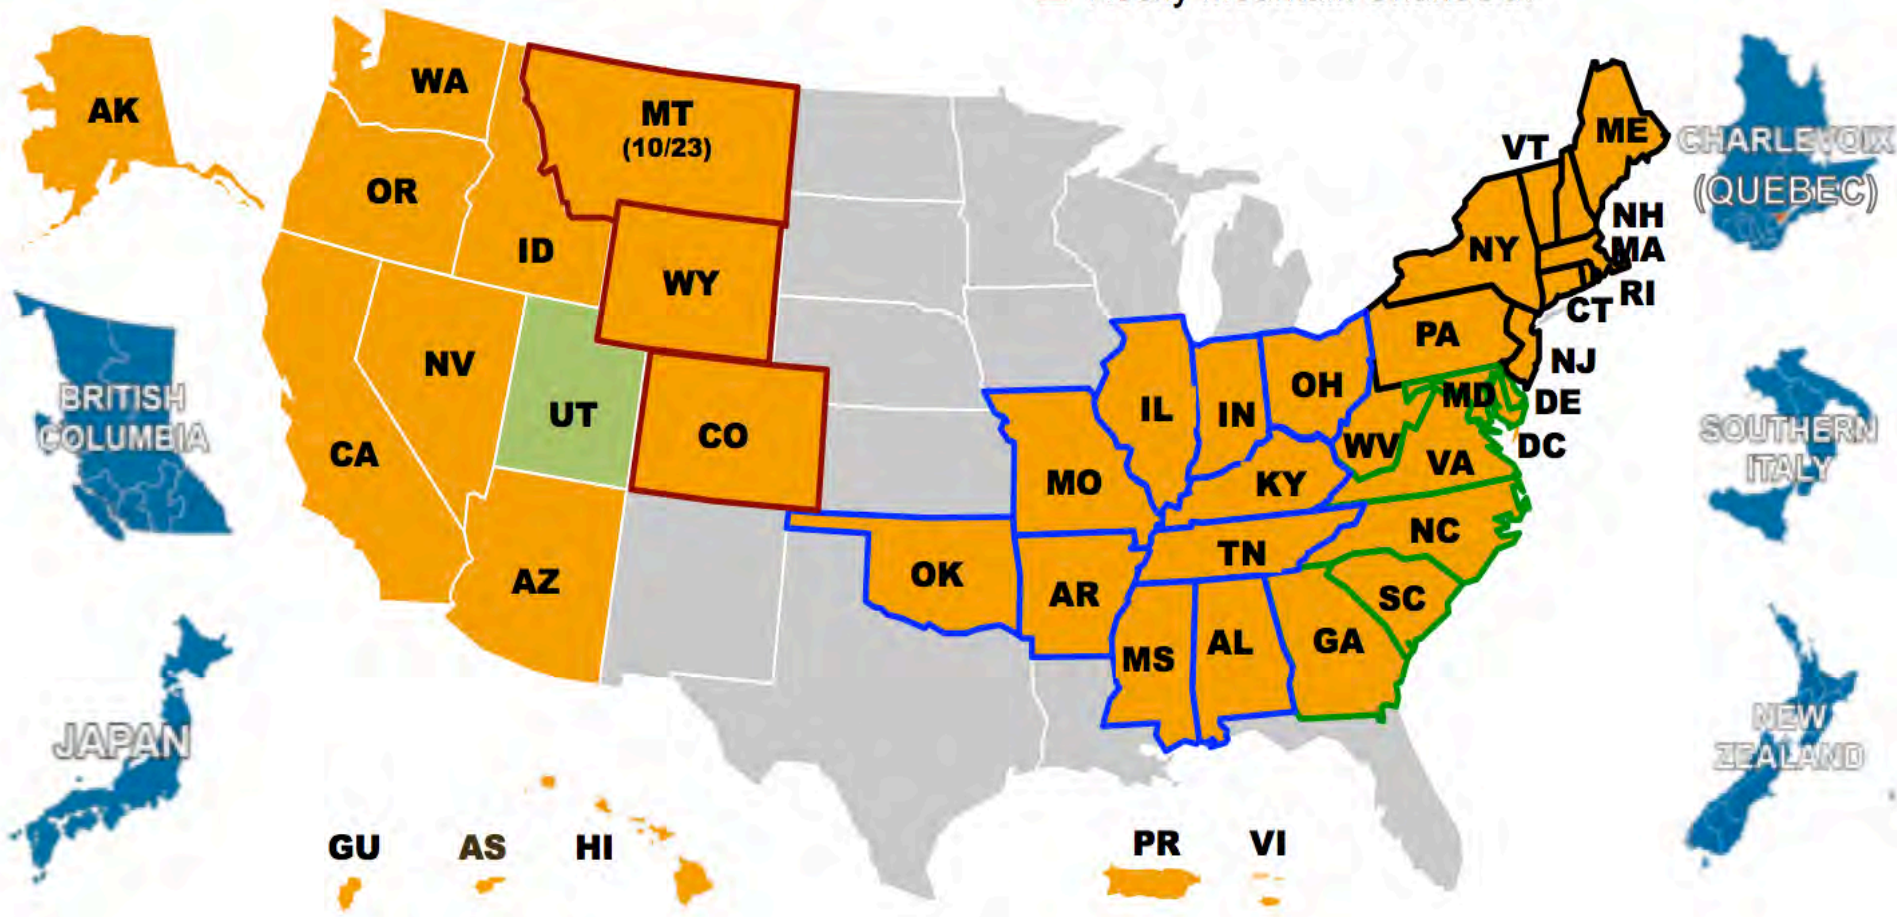 AK
WA
MT
(10/23)
OR
ID
WY
NV
UT
CO
CA
AZ
OK
MO
AR
IL
IN
OH
KY
TN
MS
AL
GA
SC
NC
VA
WV
MD
DC
DE
NJ
PA
NY
CT
RI
MA
NH
VT
ME
CHARLEVOIX
(QUEBEC)
BRITISH
COLUMBIA
SOUTHERN
ITALY
JAPAN
NEW
ZEALAND
GU
AS
HI
PR
VI